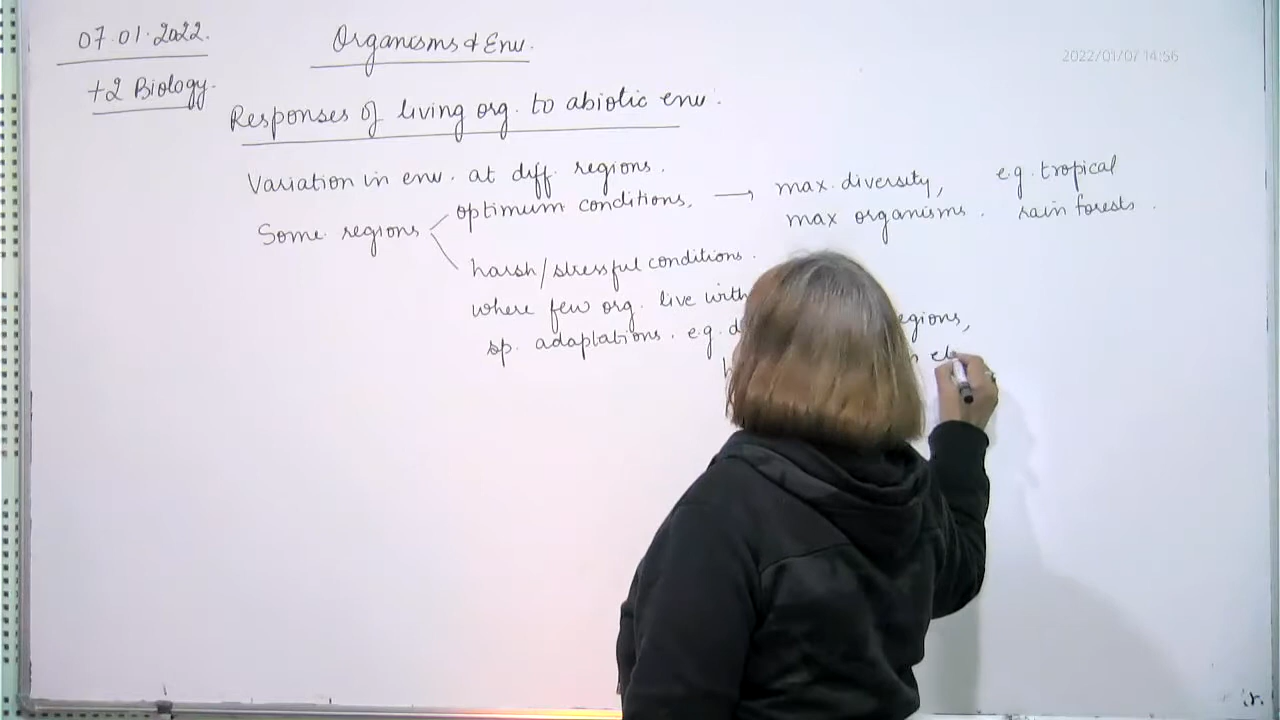 07.01.2022.
Organisms & Env.
2022/01/07 14:56
+2 Biology.
Responses of living org. to abiotic env.
Variation in env. at diff. regions.
Some regions
optimum conditions. → max. diversity, e.g. tropical
max organisms. rain forests.
harsh/stressful conditions.
where few org. live with
sp. adaptations. e.g.